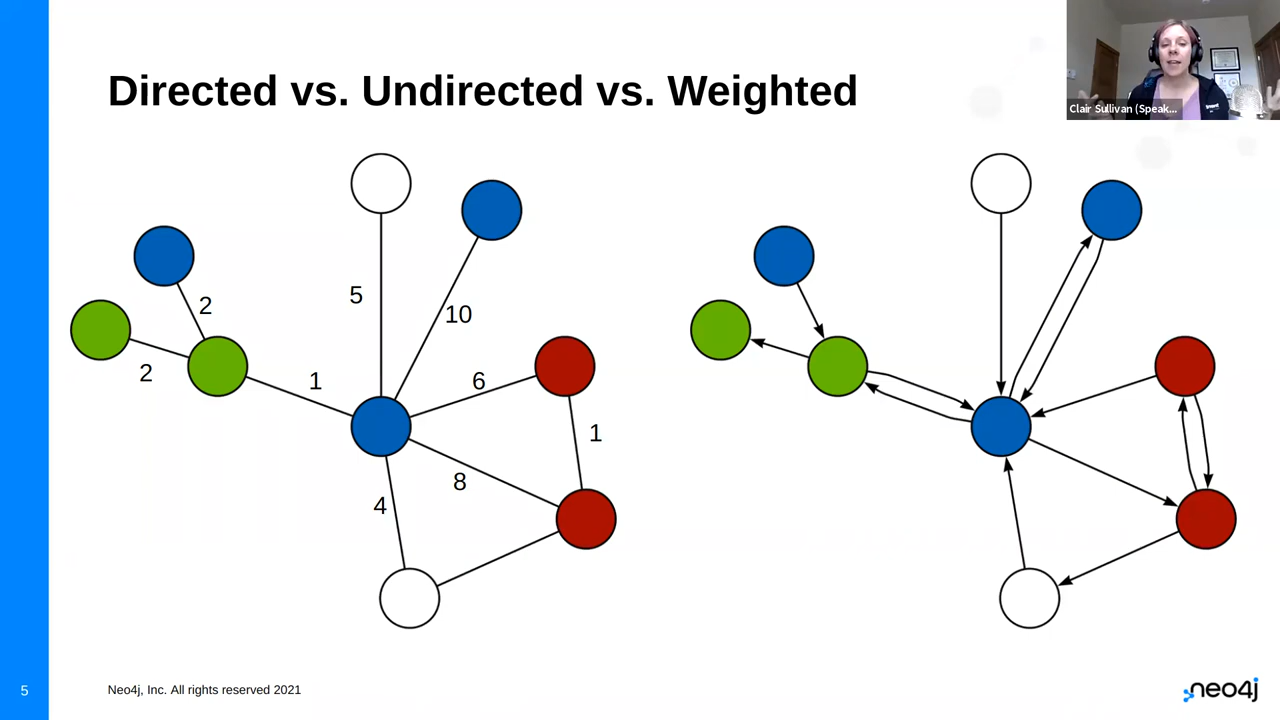 Directed vs. Undirected vs. Weighted
Clair Sullivan (Speak...
5
10
2
2
1
6
1
8
4
5
Neo4j, Inc. All rights reserved 2021
neo4j